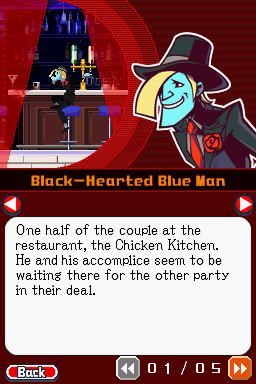 Black-Hearted Blue Man
One half of the couple at the
restaurant, the Chicken Kitchen.
He and his accomplice seem to be
waiting there for the other party
in their deal.
Back
01/05